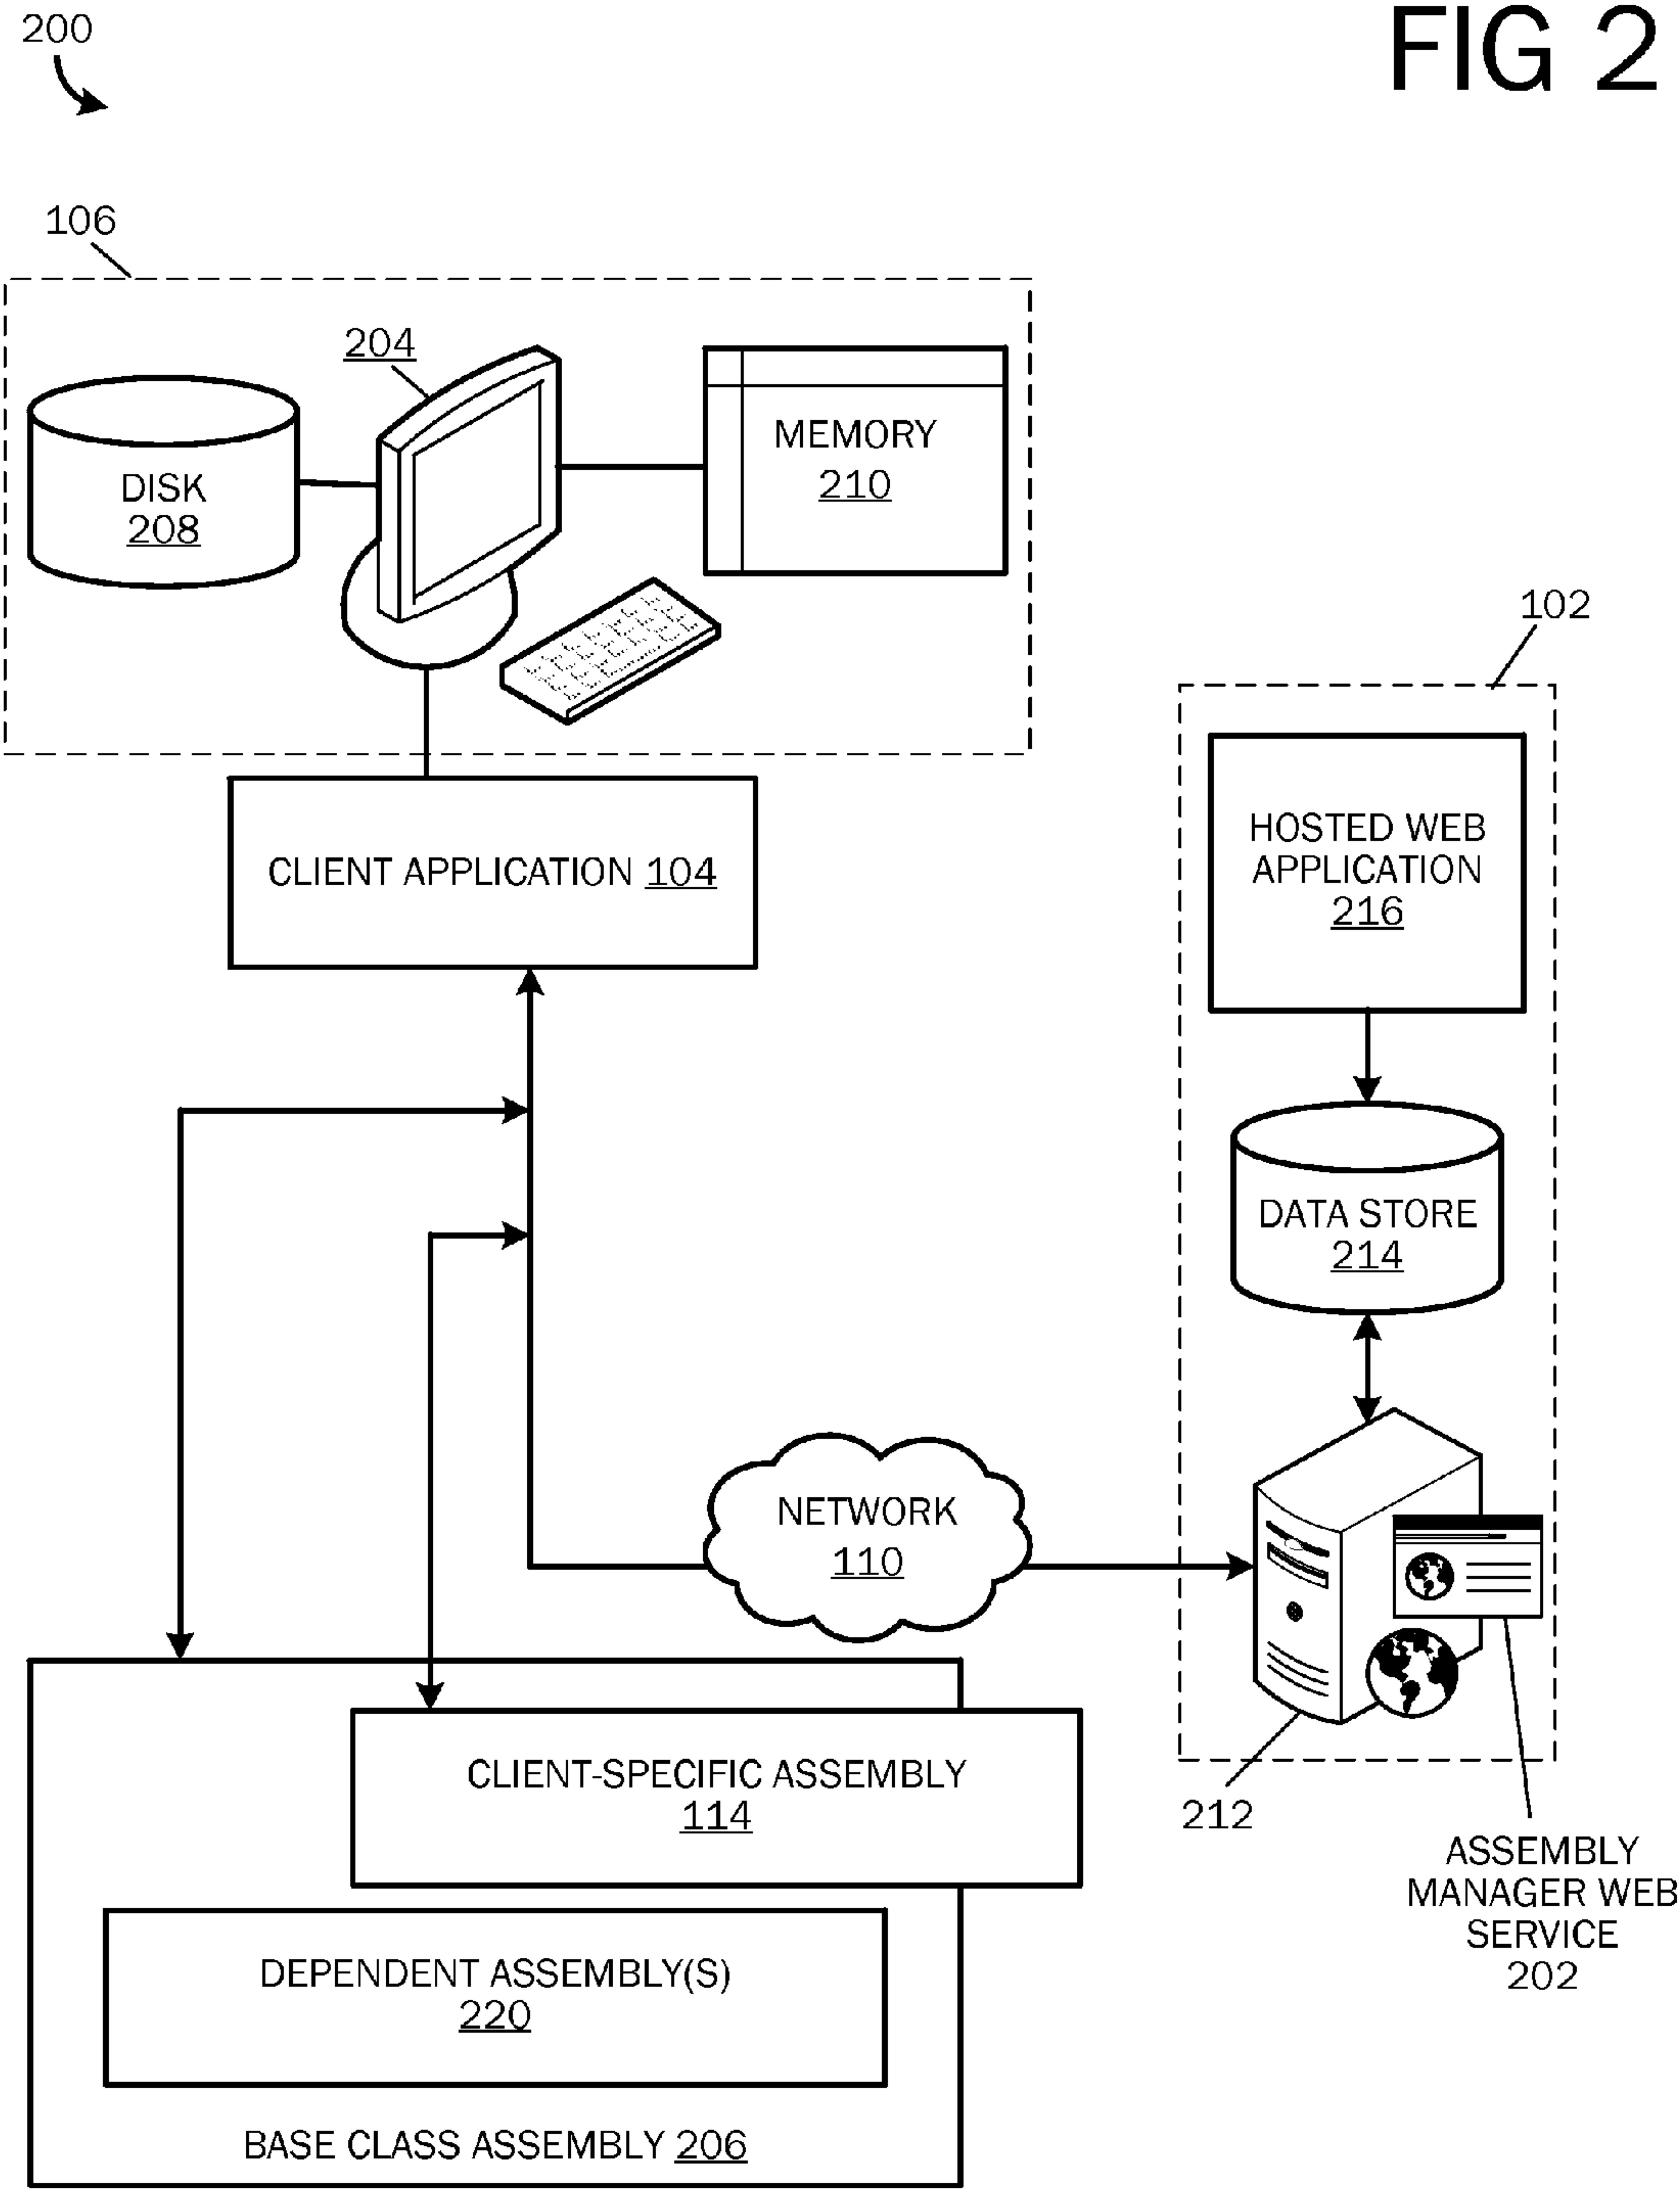 200
FIG 2
106
204
DISK
208
MEMORY
210
102
CLIENT APPLICATION 104
HOSTED WEB
APPLICATION
216
DATA STORE
214
NETWORK
110
CLIENT-SPECIFIC ASSEMBLY
114
212
ASSEMBLY
MANAGER WEB
SERVICE
202
DEPENDENT ASSEMBLY(S)
220
BASE CLASS ASSEMBLY 206